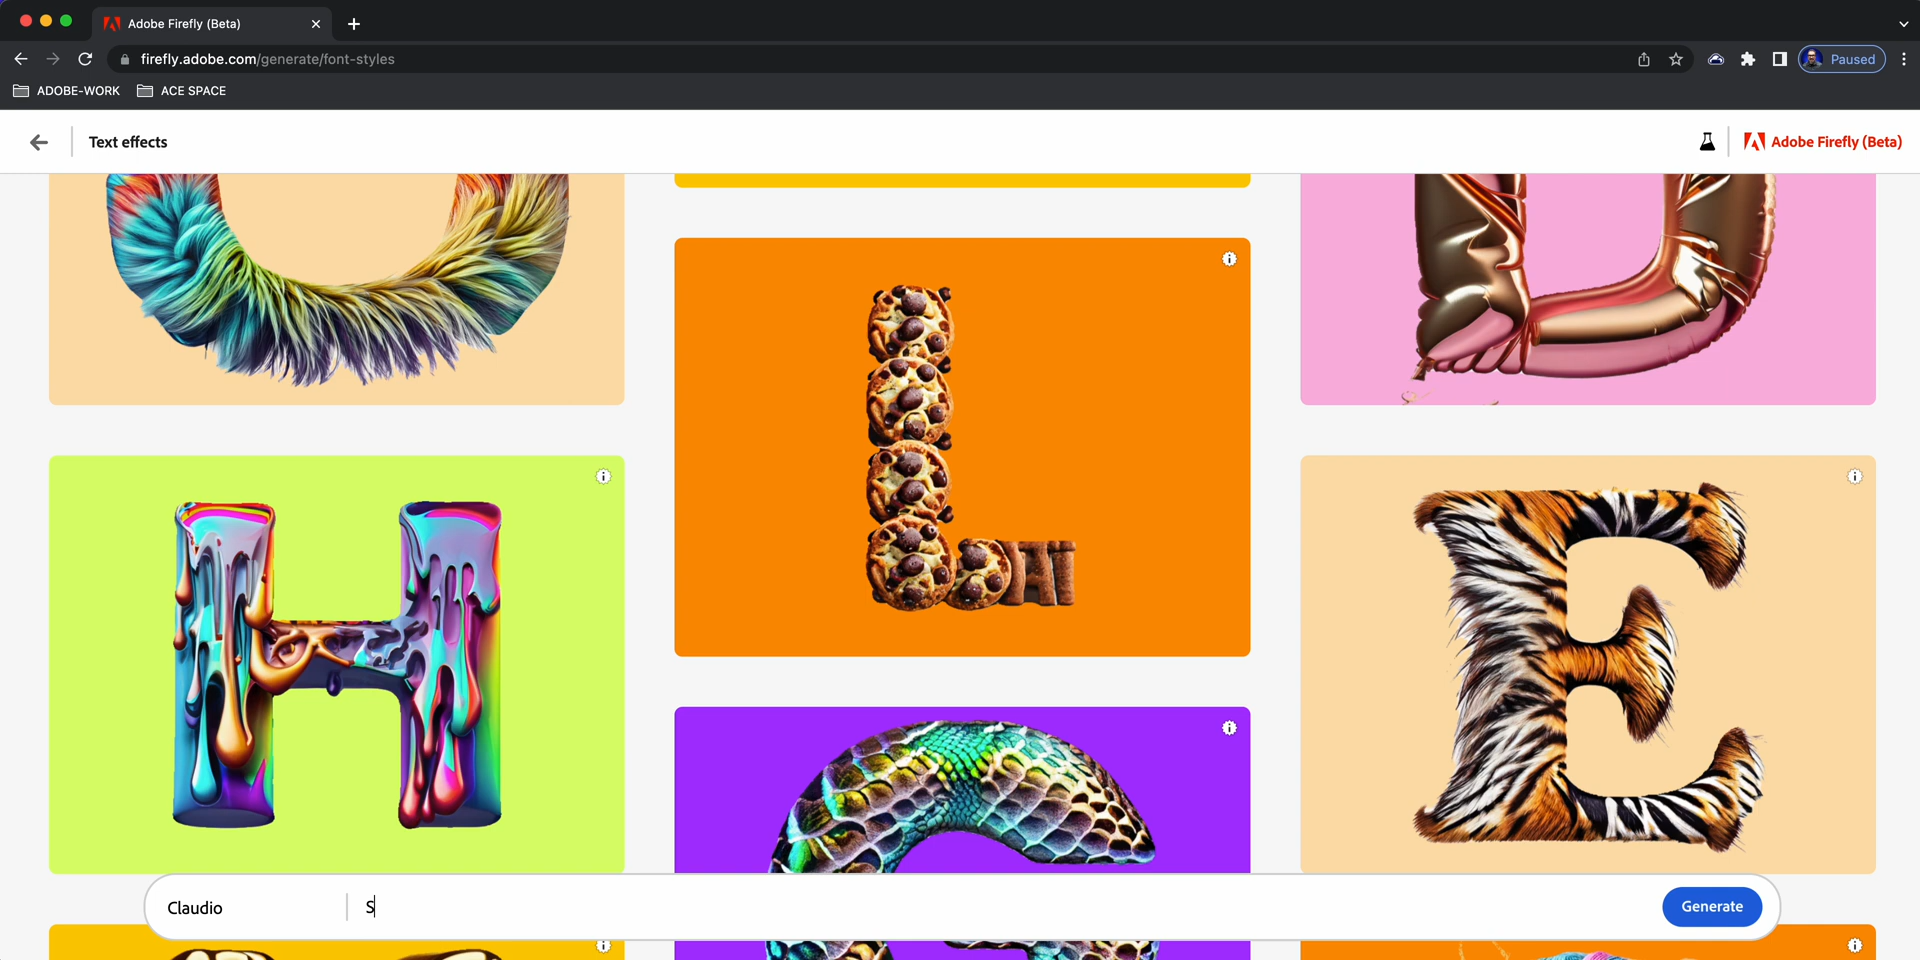 Adobe Firefly (Beta)
firefly.adobe.com/generate/font-styles
Paused
ADOBE-WORK
ACE SPACE
Text effects
Adobe Firefly (Beta)
L
H
E
Claudio
S
Generate